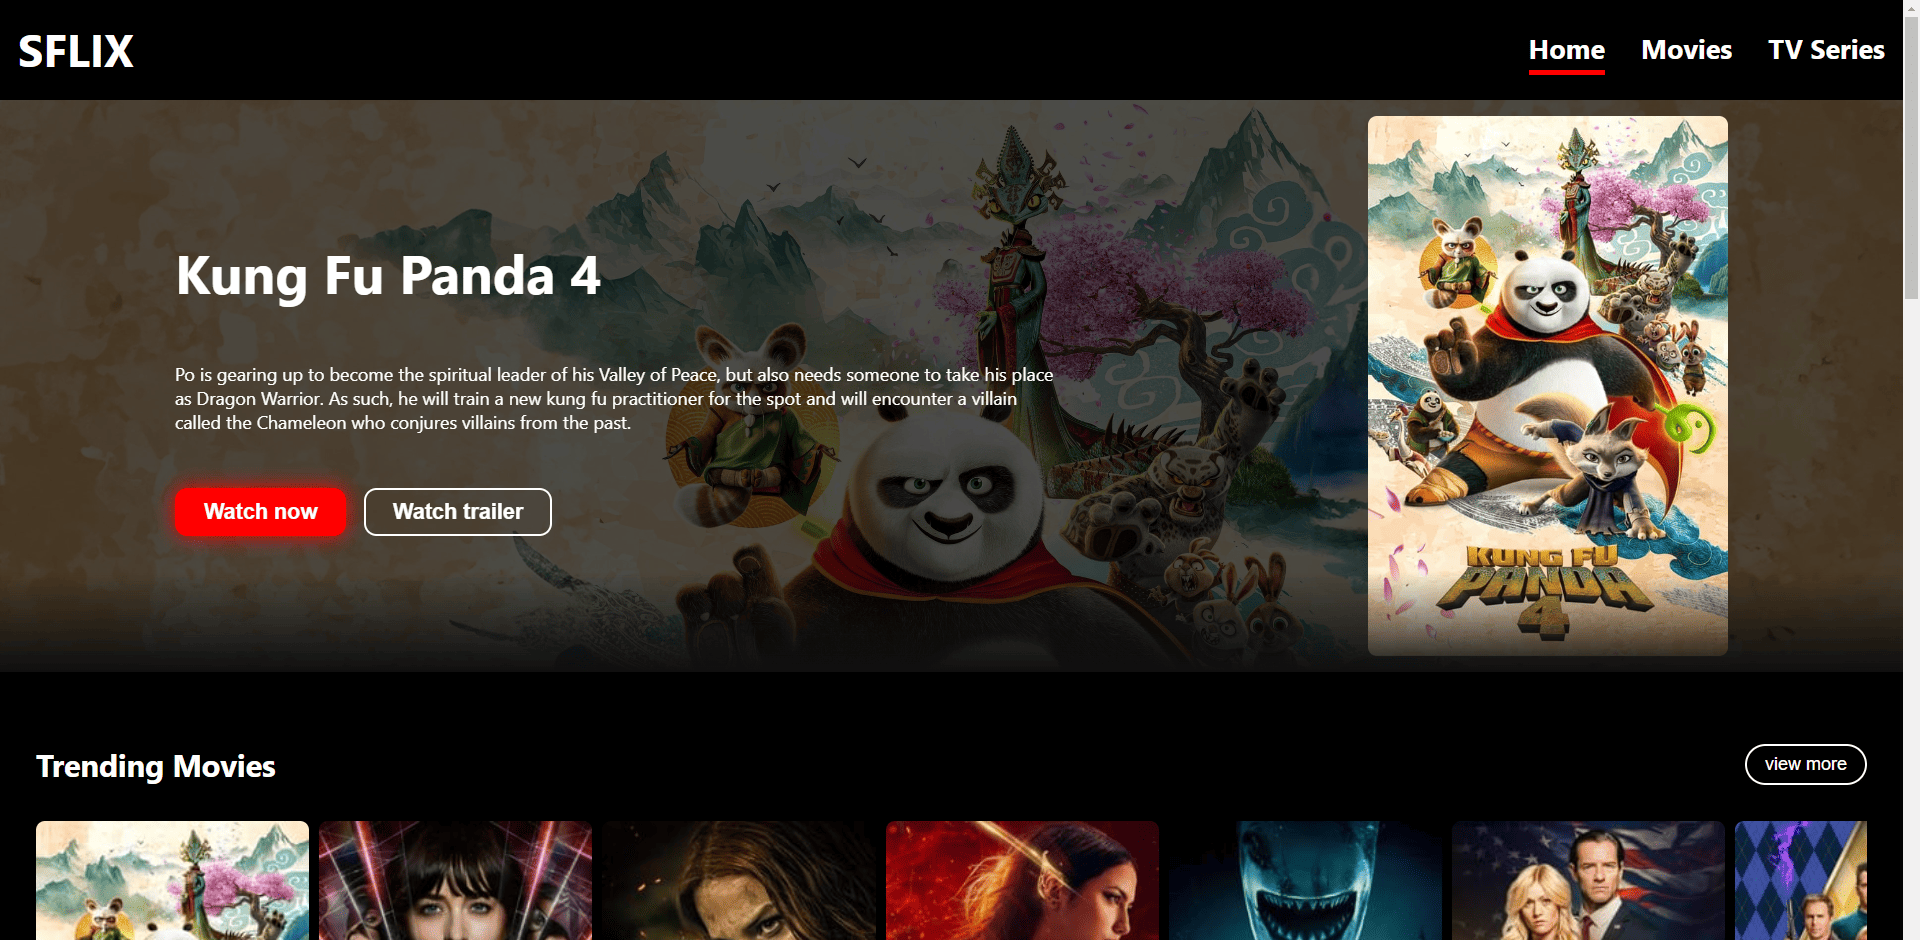 SFLIX
Home
Movies
TV Series
Kung Fu Panda 4
Po is gearing up to become the spiritual leader of his Valley of Peace, but also needs someone to take his place
as Dragon Warrior. As such, he will train a new kung fu practitioner for the spot and will encounter a villain
called the Chameleon who conjures villains from the past.
Watch now
Watch trailer
KUNG FU
PANDA
4
Trending Movies
view more